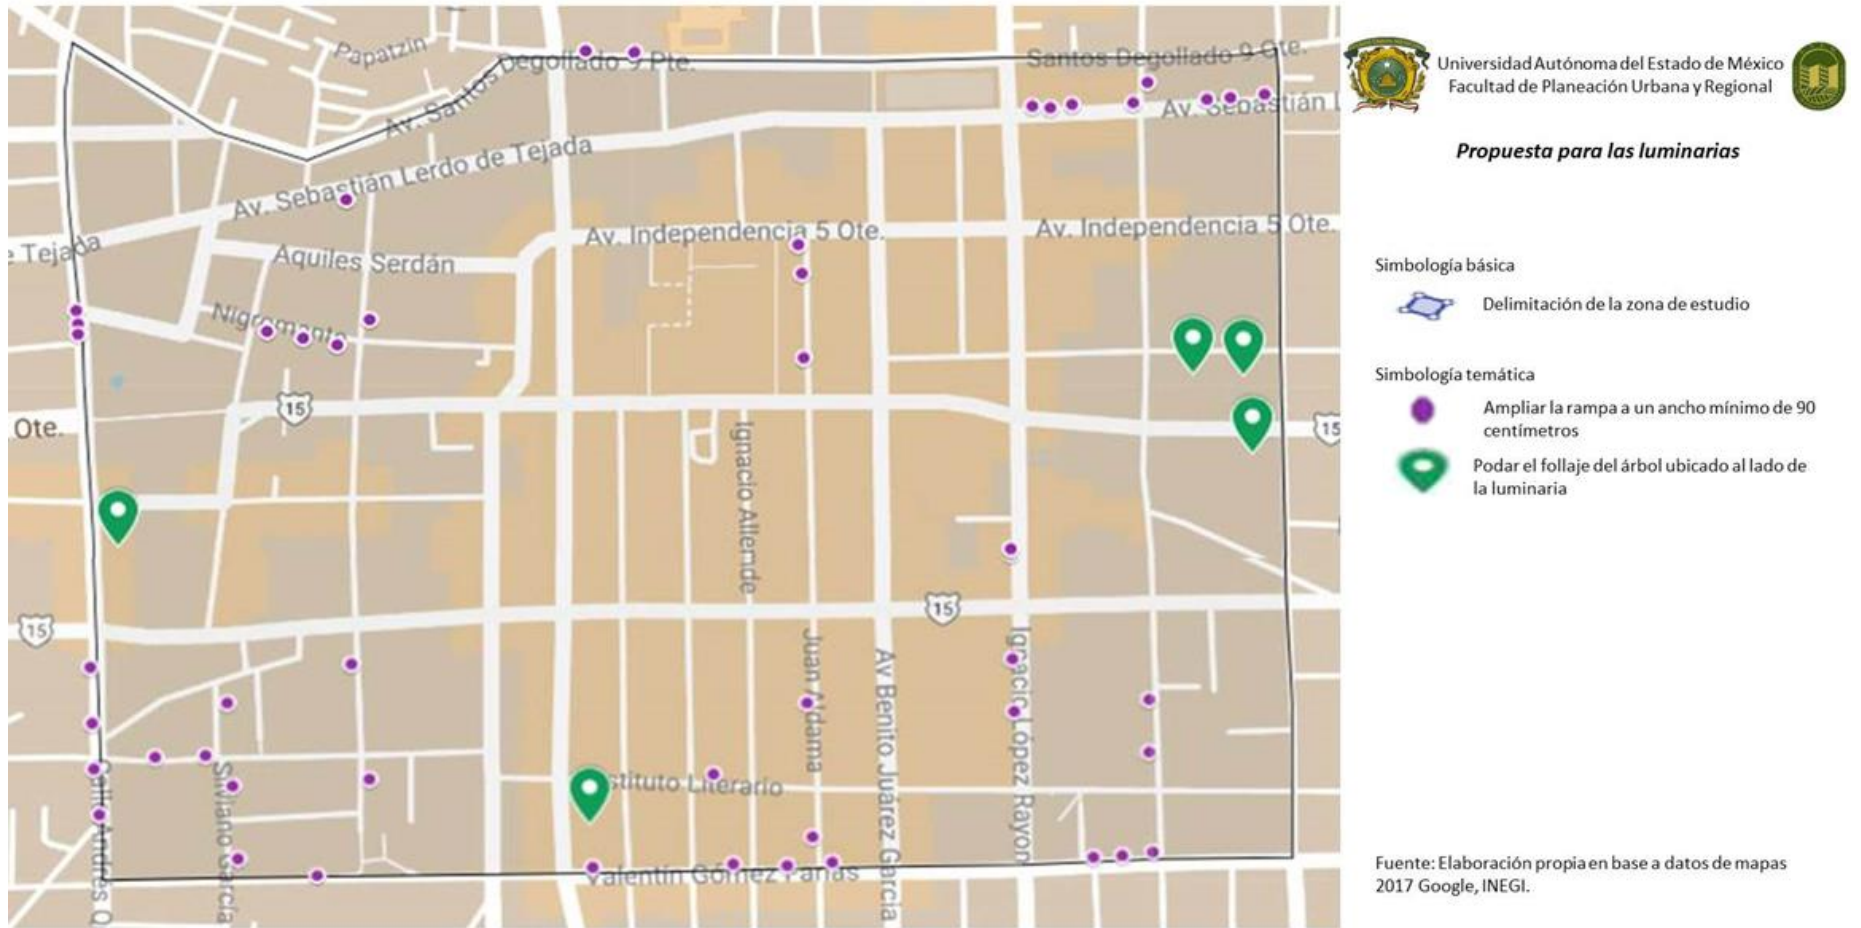 Papatzin
Av. Santos Degollado 9 Pte.
Santos Degollado 9 Ote.
Av. Sebastián L
Av. Sebastián Lerdo de Tejada
e Tejada
Av. Independencia 5 Ote.
Av. Independencia 5 Ote.
Aquiles Serdán
Nigromante
15
15
Ote.
Ignacio Allende
15
15
Juan Aldama
Av Benito Juárez García
Ignacio López Rayon
stituto Literario
Silviano García
Andrés Q
Valentín Gómez Farías
Universidad Autónoma del Estado de México
Facultad de Planeación Urbana y Regional
Propuesta para las luminarias
Simbología básica
Delimitación de la zona de estudio
Simbología temática
Ampliar la rampa a un ancho mínimo de 90
centímetros
Podar el follaje del árbol ubicado al lado de
la luminaria
Fuente: Elaboración propia en base a datos de mapas
2017 Google, INEGI.